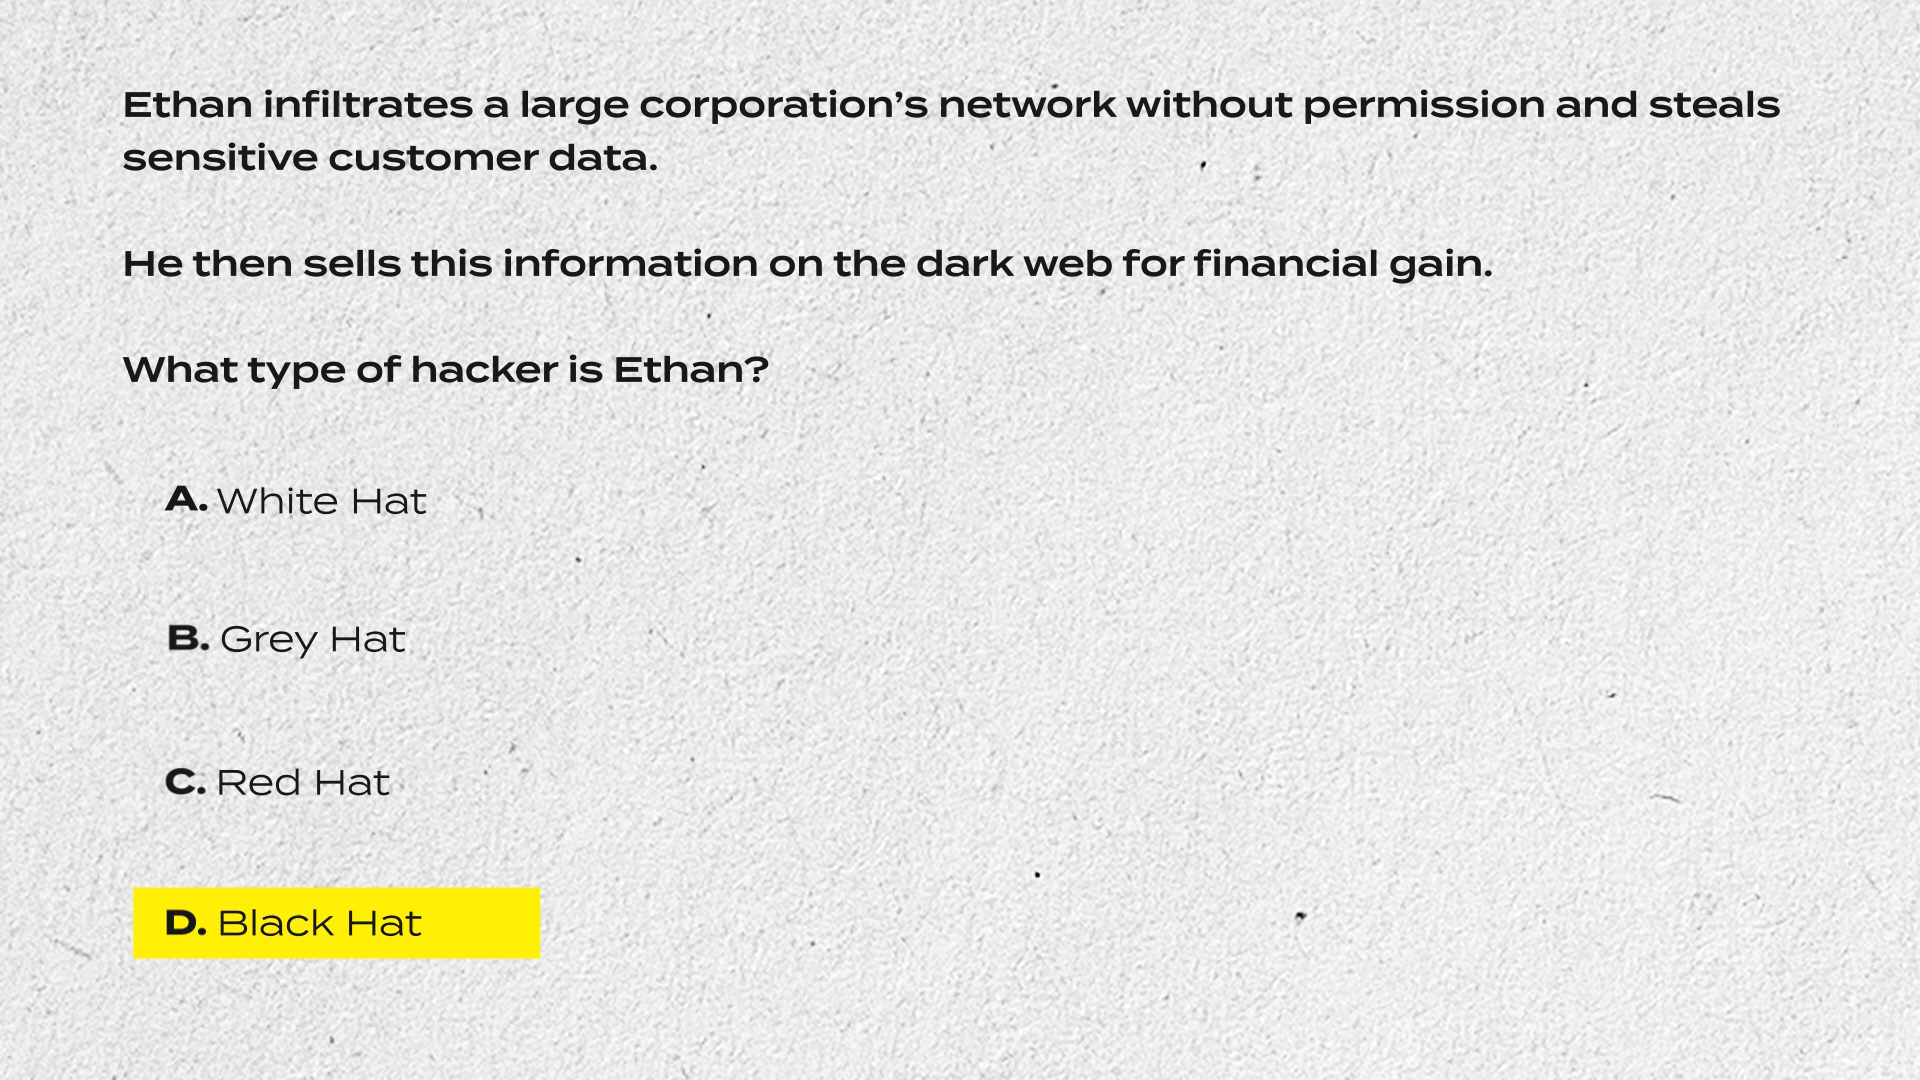 Ethan infiltrates a large corporation’s network without permission and steals
sensitive customer data.
He then sells this information on the dark web for financial gain.
What type of hacker is Ethan?
A. White Hat
B. Grey Hat
C. Red Hat
D. Black Hat